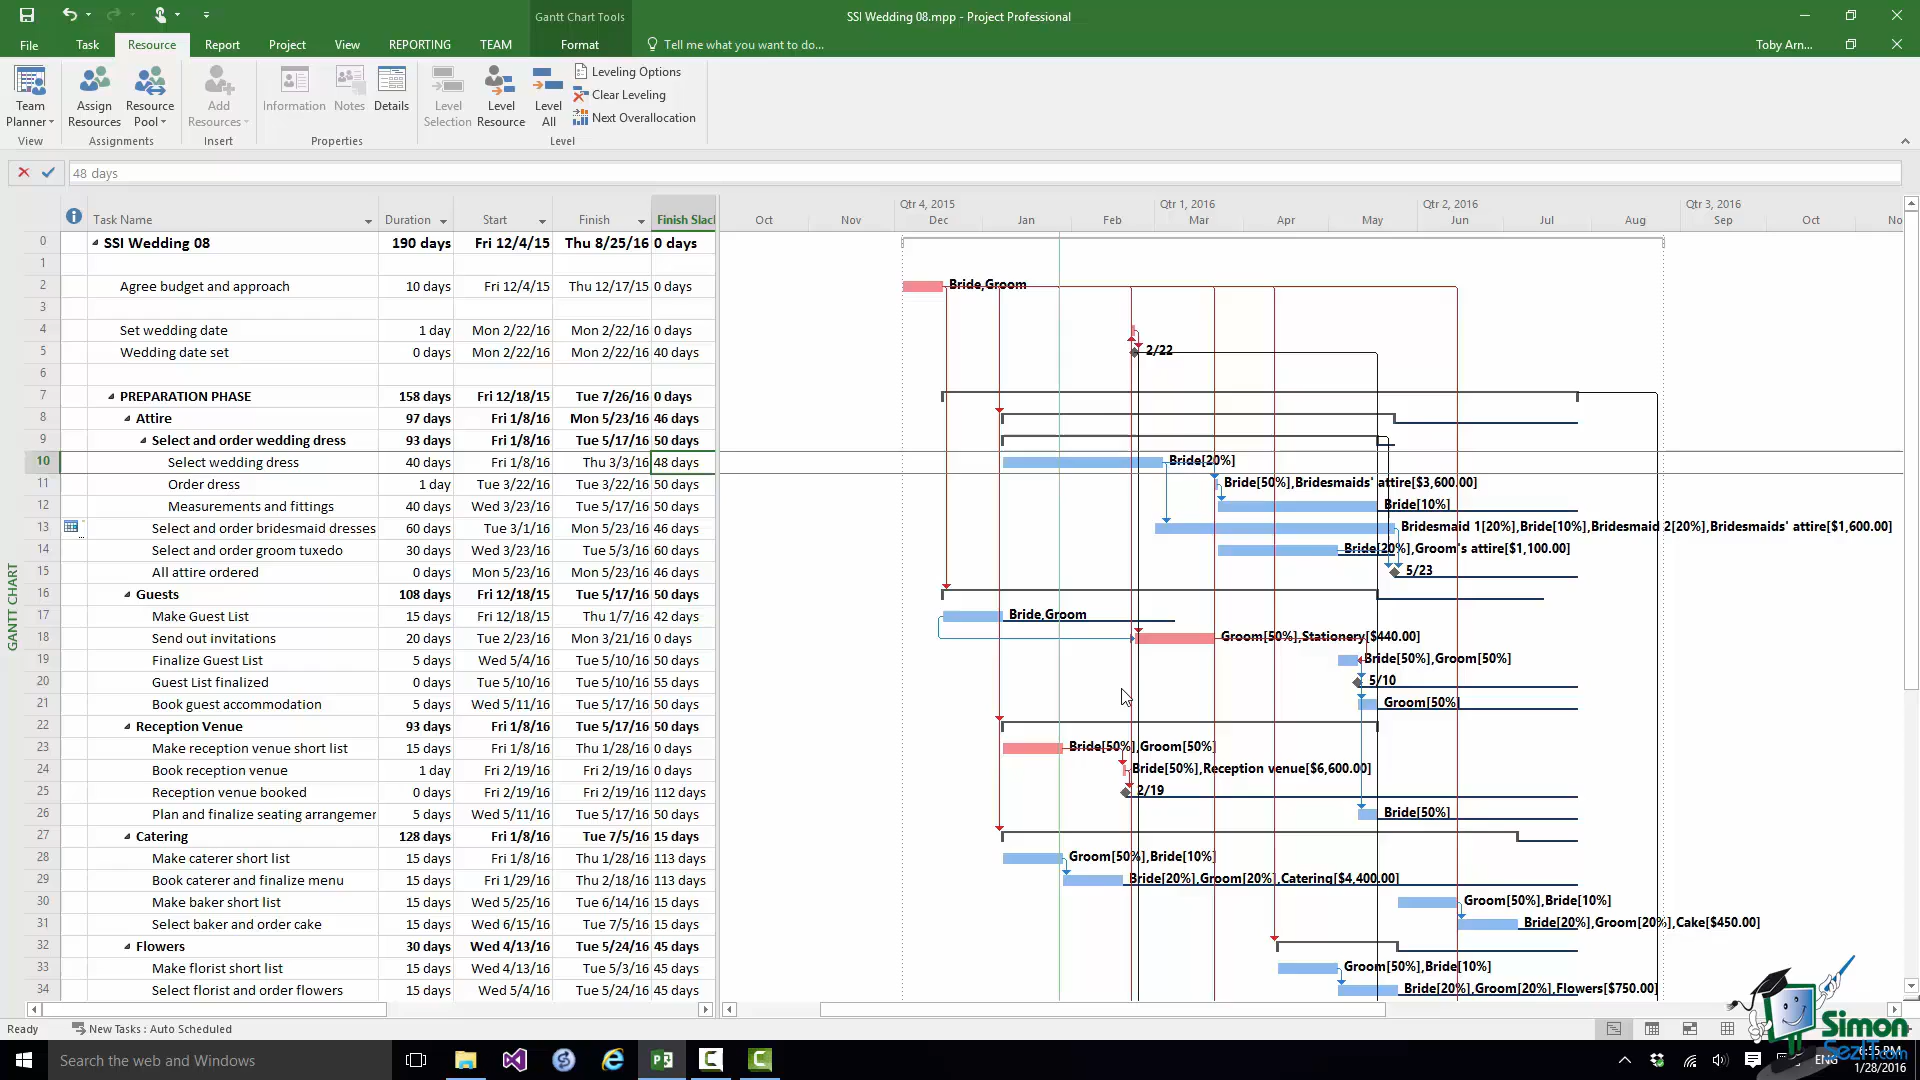 Gantt Chart Tools
SSI Wedding 08.mpp - Project Professional
File Task Resource Report Project View REPORTING TEAM Format Tell me what you want to do... Toby Arn...
Team Planner
Assign Resources
Resource Pool
Add Resources
Information
Notes
Details
Level Selection
Level Resource
Level All
Leveling Options
Clear Leveling
Next Overallocation
View Assignments Insert Properties Level
48 days
Qtr 4, 2015 Qtr 1, 2016 Qtr 2, 2016 Qtr 3, 2016
Task Name Duration Start Finish Finish Slack
Oct Nov Dec Jan Feb Mar Apr May Jun Jul Aug Sep Oct No
0 SSI Wedding 08 190 days Fri 12/4/15 Thu 8/25/16 0 days
1
2 Agree budget and approach 10 days Fri 12/4/15 Thu 12/17/15 0 days Bride,Groom
3
4 Set wedding date 1 day Mon 2/22/16 Mon 2/22/16 0 days
5 Wedding date set 0 days Mon 2/22/16 Mon 2/22/16 40 days 2/22
6
7 PREPARATION PHASE 158 days Fri 12/18/15 Tue 7/26/16 0 days
8 Attire 97 days Fri 1/8/16 Mon 5/23/16 46 days
9 Select and order wedding dress 93 days Fri 1/8/16 Tue 5/17/16 50 days
10 Select wedding dress 40 days Fri 1/8/16 Thu 3/3/16 48 days Bride[20%]
11 Order dress 1 day Tue 3/22/16 Tue 3/22/16 50 days Bride[50%],Bridesmaids' attire[$3,600.00]
12 Measurements and fittings 40 days Wed 3/23/16 Tue 5/17/16 50 days Bride[10%]
13 Select and order bridesmaid dresses 60 days Tue 3/1/16 Mon 5/23/16 46 days Bridesmaid 1[20%],Bride[10%],Bridesmaid 2[20%],Bridesmaids' attire[$1,600.00]
14 Select and order groom tuxedo 30 days Wed 3/23/16 Tue 5/3/16 60 days Bride[20%],Groom's attire[$1,100.00]
15 All attire ordered 0 days Mon 5/23/16 Mon 5/23/16 46 days 5/23
16 Guests 108 days Fri 12/18/15 Tue 5/17/16 50 days
17 Make Guest List 15 days Fri 12/18/15 Thu 1/7/16 42 days Bride,Groom
18 Send out invitations 20 days Tue 2/23/16 Mon 3/21/16 0 days Groom[50%],Stationery[$440.00]
19 Finalize Guest List 5 days Wed 5/4/16 Tue 5/10/16 50 days Bride[50%],Groom[50%]
20 Guest List finalized 0 days Tue 5/10/16 Tue 5/10/16 55 days 5/10
21 Book guest accommodation 5 days Wed 5/11/16 Tue 5/17/16 50 days Groom[50%]
22 Reception Venue 93 days Fri 1/8/16 Tue 5/17/16 50 days
23 Make reception venue short list 15 days Fri 1/8/16 Thu 1/28/16 0 days Bride[50%],Groom[50%]
24 Book reception venue 1 day Fri 2/19/16 Fri 2/19/16 0 days Bride[50%],Reception venue[$6,600.00]
25 Reception venue booked 0 days Fri 2/19/16 Fri 2/19/16 112 days 2/19
26 Plan and finalize seating arrangemer 5 days Wed 5/11/16 Tue 5/17/16 50 days Bride[50%]
27 Catering 128 days Fri 1/8/16 Tue 7/5/16 15 days
28 Make caterer short list 15 days Fri 1/8/16 Thu 1/28/16 113 days Groom[50%],Bride[10%]
29 Book caterer and finalize menu 15 days Fri 1/29/16 Thu 2/18/16 113 days Bride[20%],Groom[20%],Catering[$4,400.00]
30 Make baker short list 15 days Wed 5/25/16 Tue 6/14/16 15 days Groom[50%],Bride[10%]
31 Select baker and order cake 15 days Wed 6/15/16 Tue 7/5/16 15 days Bride[20%],Groom[20%],Cake[$450.00]
32 Flowers 30 days Wed 4/13/16 Tue 5/24/16 45 days
33 Make florist short list 15 days Wed 4/13/16 Tue 5/3/16 45 days Groom[50%],Bride[10%]
34 Select florist and order flowers 15 days Wed 5/4/16 Tue 5/24/16 45 days Bride[20%],Groom[20%],Flowers[$750.00]
GANTT CHART
Ready New Tasks : Auto Scheduled
Simon
SezIT.com
Search the web and Windows
ENG 6:55 PM
1/28/2016